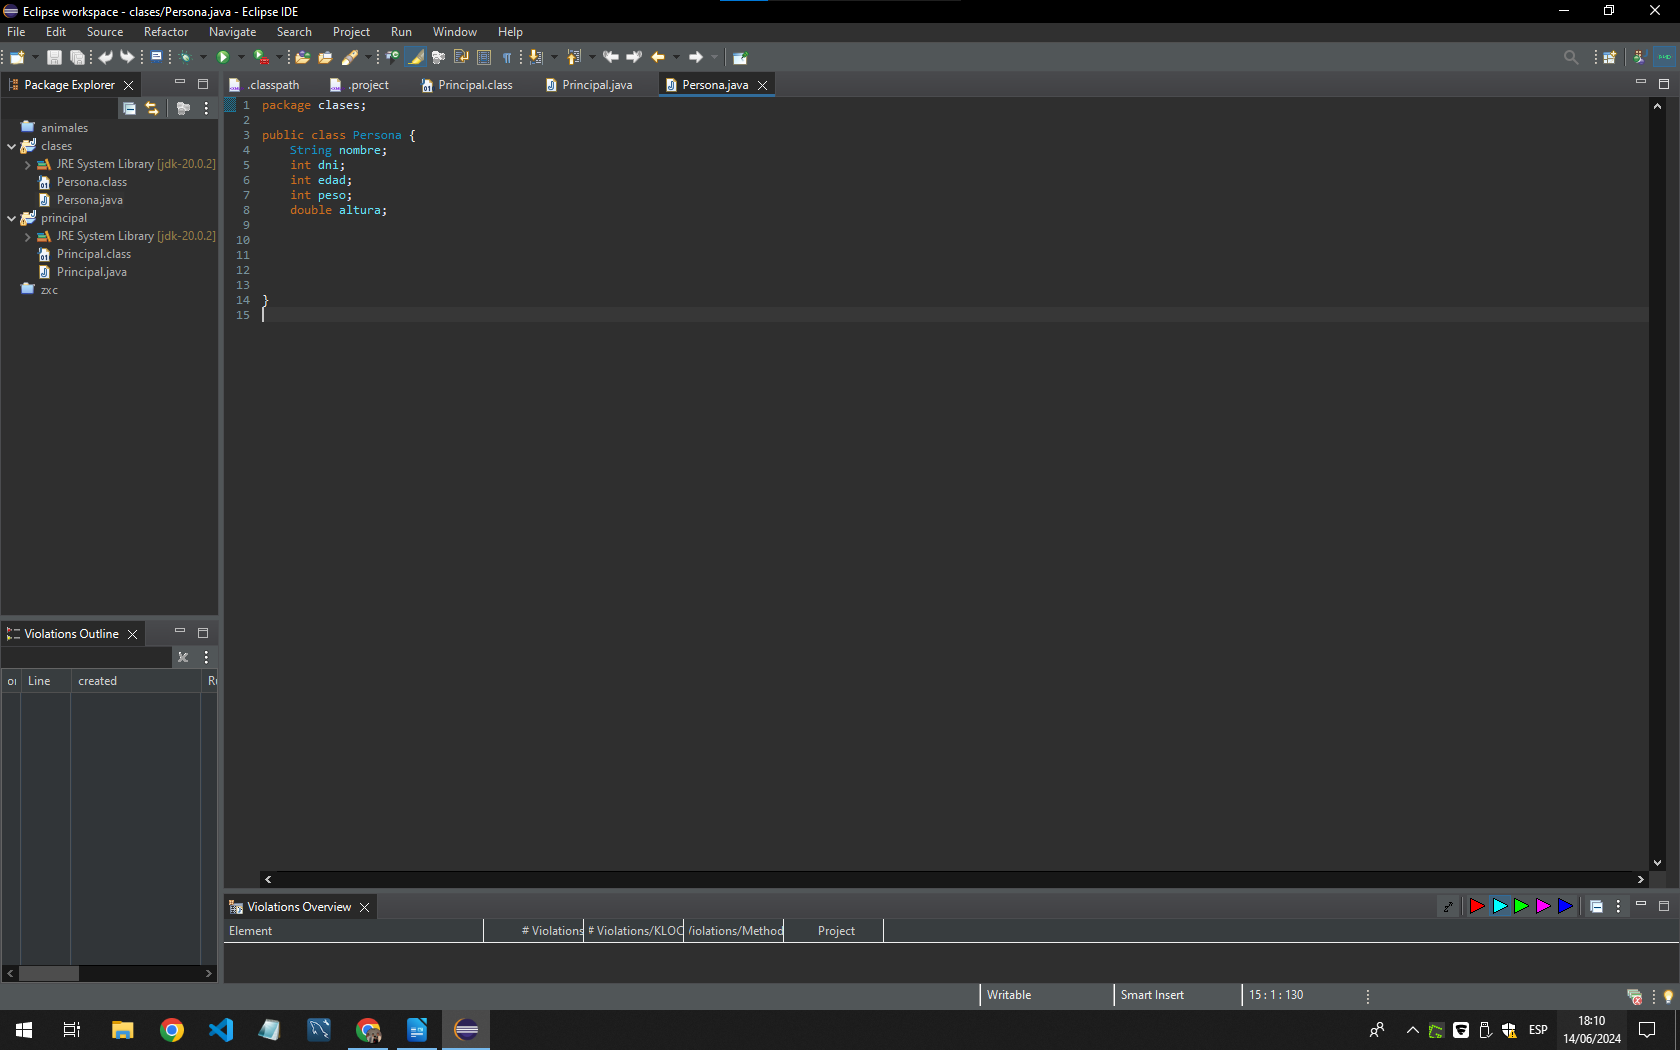 Eclipse workspace - clases/Persona.java - Eclipse IDE
File Edit Source Refactor Navigate Search Project Run Window Help
Package Explorer
.classpath .project Principal.class Principal.java Persona.java
animales
clases
JRE System Library [jdk-20.0.2]
Persona.class
Persona.java
principal
JRE System Library [jdk-20.0.2]
Principal.class
Principal.java
zxc
1 package clases;
2
3 public class Persona {
4 String nombre;
5 int dni;
6 int edad;
7 int peso;
8 double altura;
9
10
11
12
13
14 }
15
Violations Outline
Line created
Violations Overview
Element # Violations # Violations/KLOC /iolations/Method Project
Writable Smart Insert 15 : 1 : 130
ESP
18:10
14/06/2024